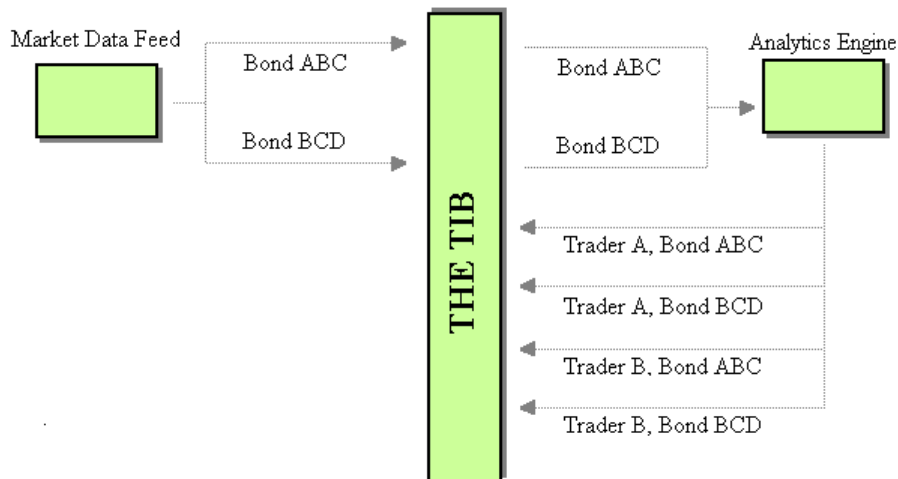 Market Data Feed
Analytics Engine
Bond ABC
Bond ABC
Bond BCD
Bond BCD
THE TIB
Trader A, Bond ABC
Trader A, Bond BCD
Trader B, Bond ABC
Trader B, Bond BCD